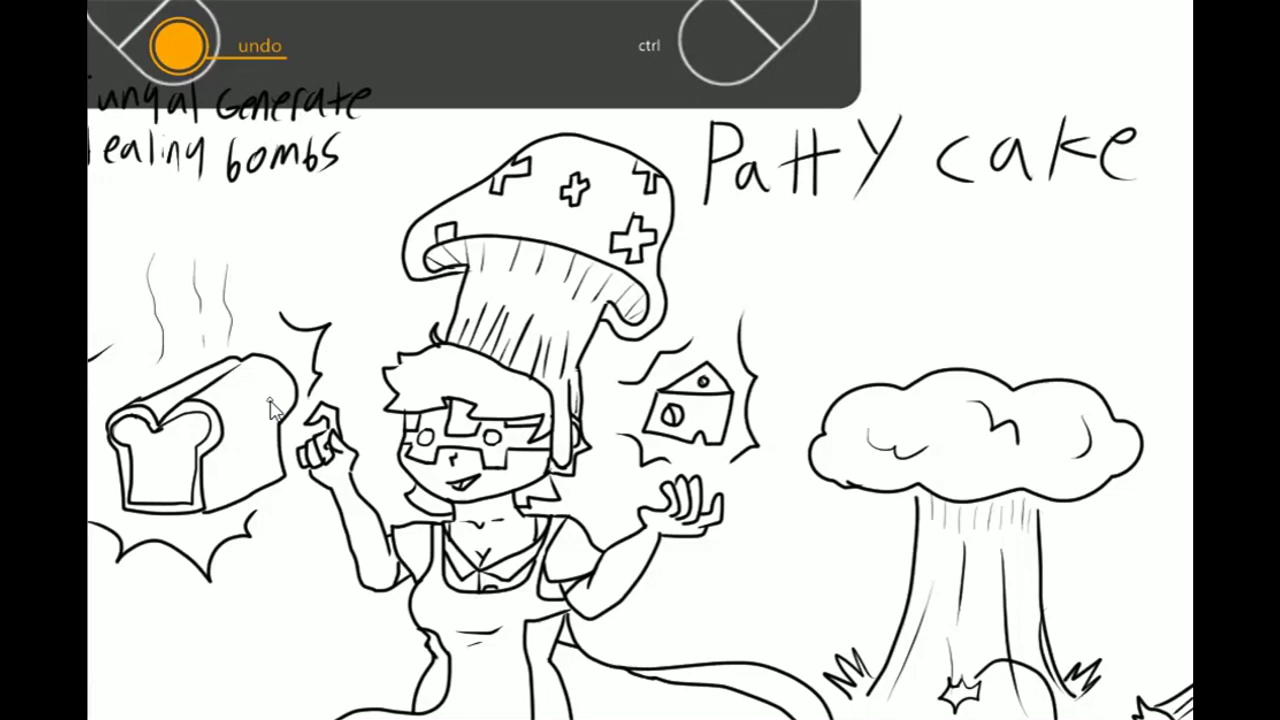 undo
ctrl
ungal Generate
ealing bombs
Patty cake